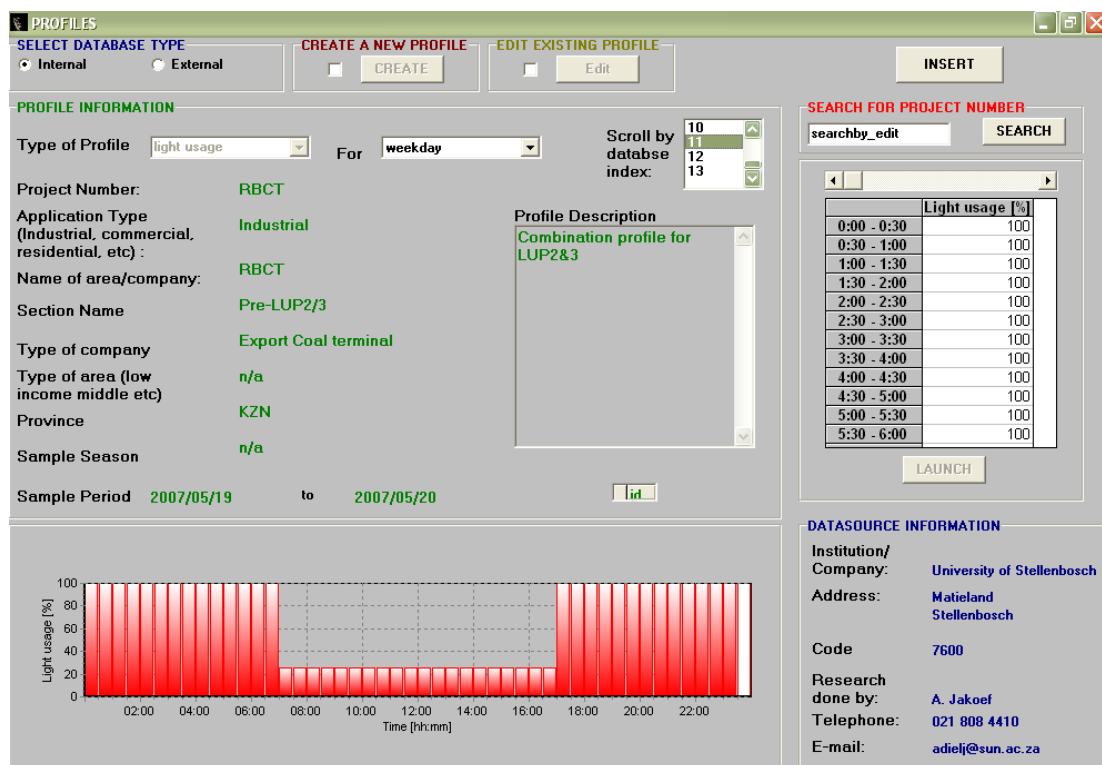 PROFILES
SELECT DATABASE TYPE
Internal
External
CREATE A NEW PROFILE
CREATE
EDIT EXISTING PROFILE
Edit
INSERT
PROFILE INFORMATION
Type of Profile
light usage
For
weekday
Scroll by
databse
index:
10
11
12
13
Project Number:
RBCT
Application Type
(Industrial, commercial,
residential, etc) :
Industrial
Name of area/company:
RBCT
Section Name
Pre-LUP2/3
Type of company
Export Coal terminal
Type of area (low
income middle etc)
n/a
Province
KZN
Sample Season
n/a
Sample Period 2007/05/19 to 2007/05/20
Profile Description
Combination profile for
LUP2&3
id
SEARCH FOR PROJECT NUMBER
searchby_edit
SEARCH
Light usage [%]
0:00 - 0:30 100
0:30 - 1:00 100
1:00 - 1:30 100
1:30 - 2:00 100
2:00 - 2:30 100
2:30 - 3:00 100
3:00 - 3:30 100
3:30 - 4:00 100
4:00 - 4:30 100
4:30 - 5:00 100
5:00 - 5:30 100
5:30 - 6:00 100
LAUNCH
Light usage [%]
100
80
60
40
20
0
02:00 04:00 06:00 08:00 10:00 12:00 14:00 16:00 18:00 20:00 22:00
Time [hh:mm]
DATASOURCE INFORMATION
Institution/
Company:
University of Stellenbosch
Address:
Matieland
Stellenbosch
Code
7600
Research
done by:
A. Jakoef
Telephone:
021 808 4410
E-mail:
adielj@sun.ac.za